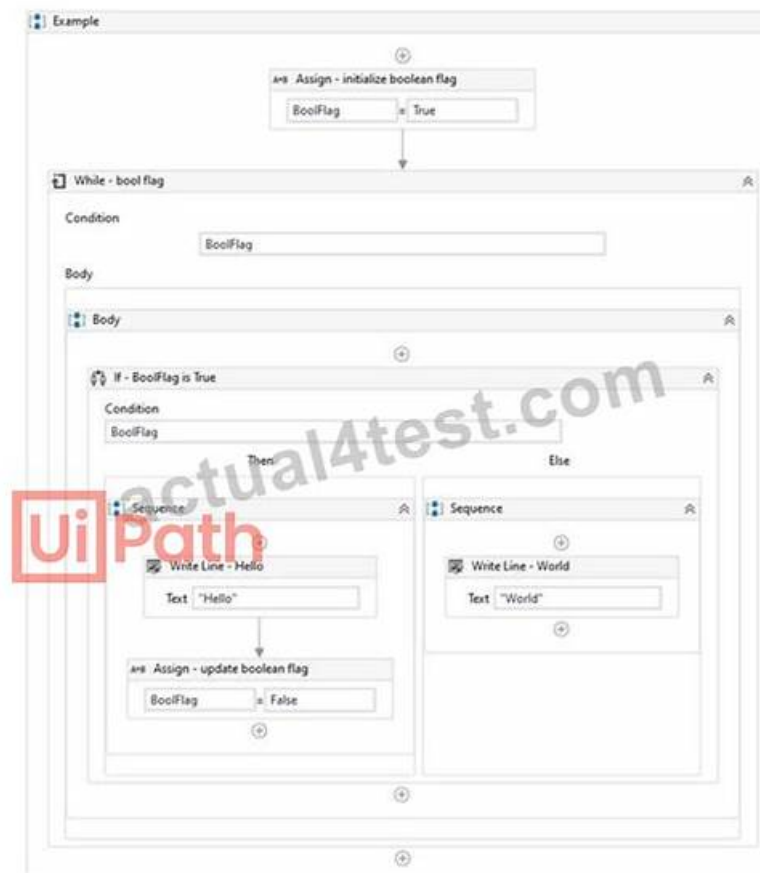 Example
A+B Assign - initialize boolean flag
BoolFlag = True
While - bool flag
Condition
BoolFlag
Body
Body
If - BoolFlag is True
Condition
BoolFlag
Then Else
Sequence Sequence
Write Line - Hello Write Line - World
Text "Hello" Text "World"
A+B Assign - update boolean flag
BoolFlag = False
actual4test.com
UiPath